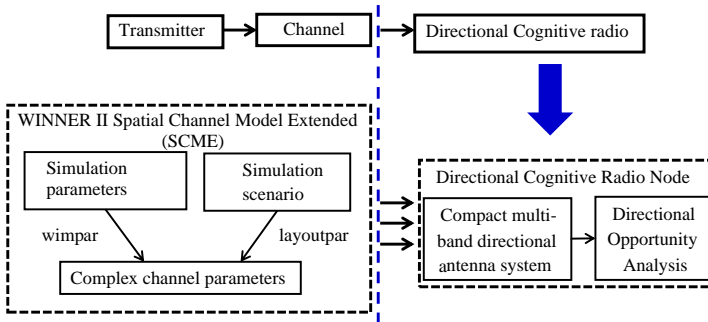 Transmitter
Channel
Directional Cognitive radio
WINNER II Spatial Channel Model Extended
(SCME)
Simulation
parameters
Simulation
scenario
wimpar
layoutpar
Complex channel parameters
Directional Cognitive Radio Node
Compact multi-
band directional
antenna system
Directional
Opportunity
Analysis